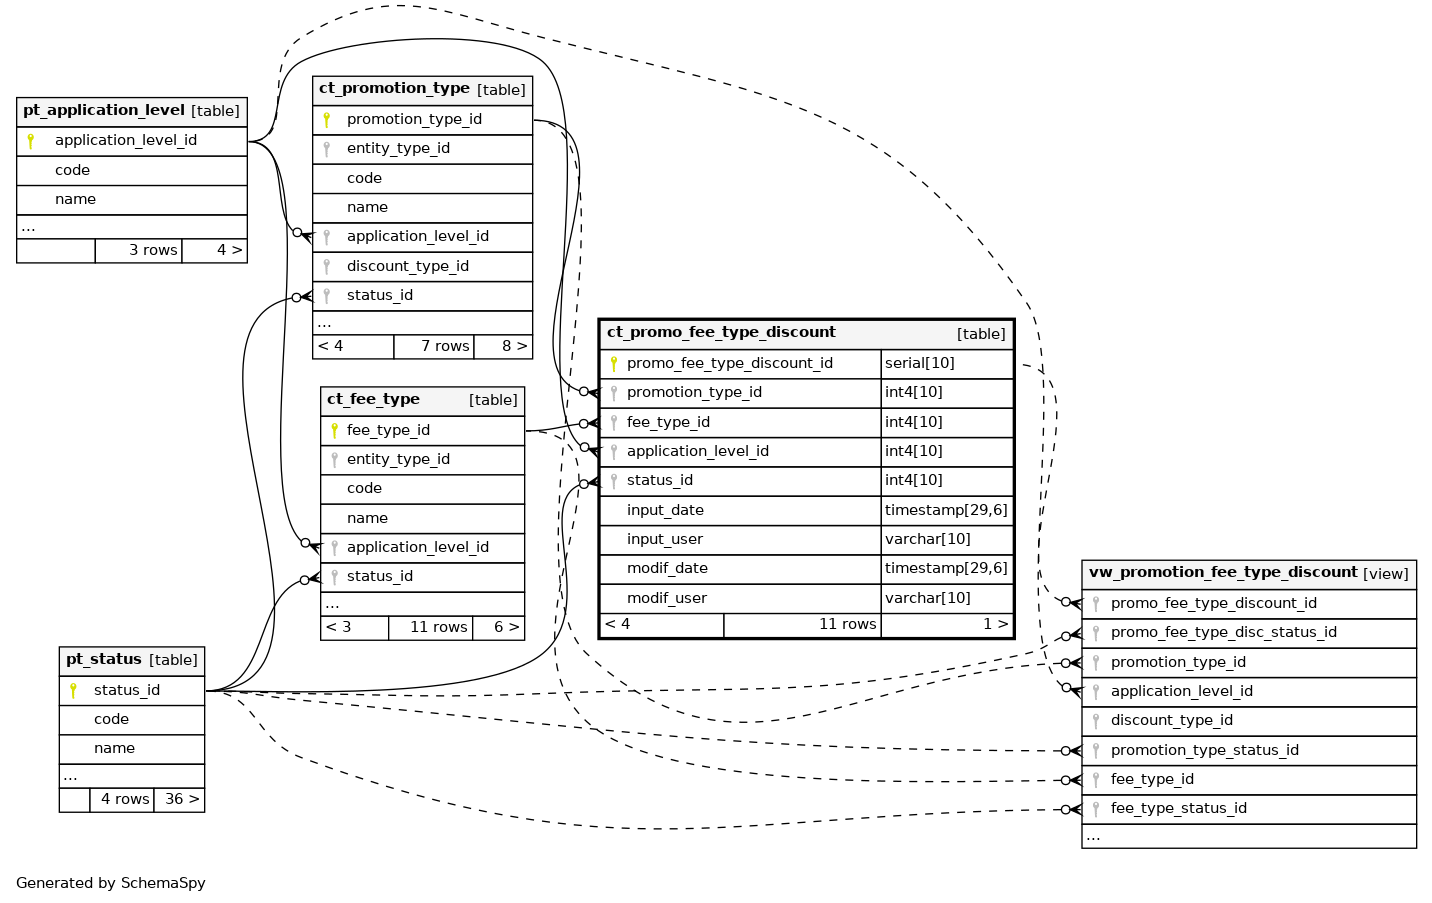 pt_application_level [table]
application_level_id
code
name
...
3 rows 4 >
ct_promotion_type [table]
promotion_type_id
entity_type_id
code
name
application_level_id
discount_type_id
status_id
...
< 4 7 rows 8 >
ct_fee_type [table]
fee_type_id
entity_type_id
code
name
application_level_id
status_id
...
< 3 11 rows 6 >
pt_status [table]
status_id
code
name
...
4 rows 36 >
ct_promo_fee_type_discount [table]
promo_fee_type_discount_id serial[10]
promotion_type_id int4[10]
fee_type_id int4[10]
application_level_id int4[10]
status_id int4[10]
input_date timestamp[29,6]
input_user varchar[10]
modif_date timestamp[29,6]
modif_user varchar[10]
< 4 11 rows 1 >
vw_promotion_fee_type_discount [view]
promo_fee_type_discount_id
promo_fee_type_disc_status_id
promotion_type_id
application_level_id
discount_type_id
promotion_type_status_id
fee_type_id
fee_type_status_id
...
Generated by SchemaSpy